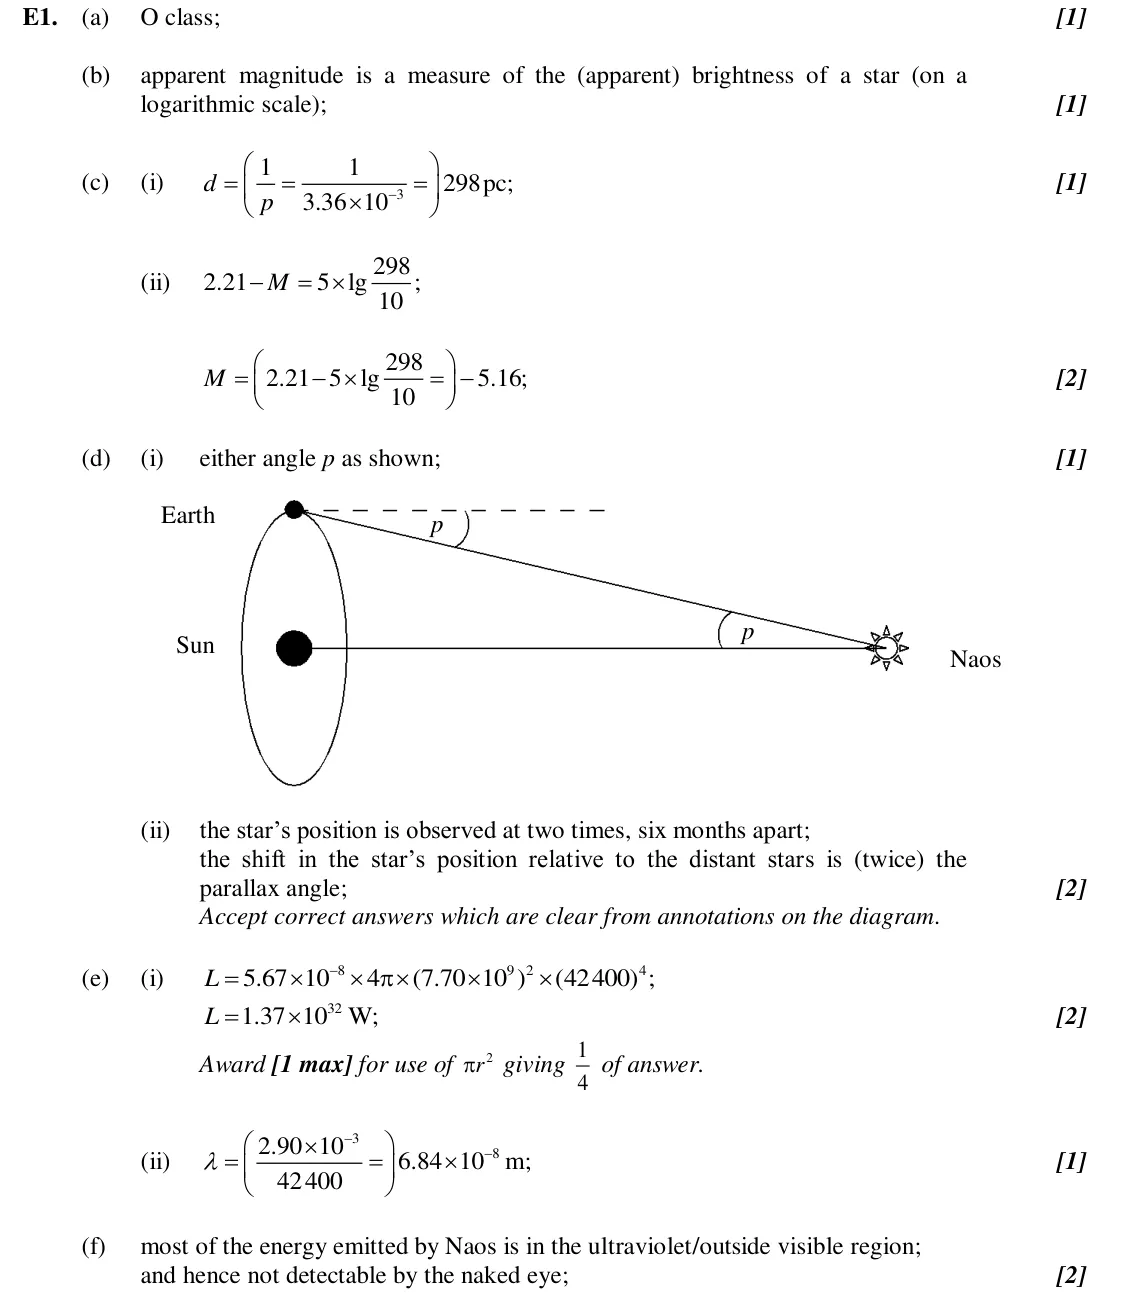 E1. (a) O class; [1]
(b) apparent magnitude is a measure of the (apparent) brightness of a star (on a
logarithmic scale); [1]
(c) (i) d = (1/p = 1/(3.36×10⁻³) =) 298 pc; [1]
(ii) 2.21 − M = 5 × lg 298/10;
M = (2.21 − 5 × lg 298/10 =) − 5.16; [2]
(d) (i) either angle p as shown; [1]
Earth
p
Sun
p
Naos
(ii) the star's position is observed at two times, six months apart;
the shift in the star's position relative to the distant stars is (twice) the
parallax angle; [2]
Accept correct answers which are clear from annotations on the diagram.
(e) (i) L = 5.67×10⁻⁸ × 4π × (7.70×10⁹)² × (42 400)⁴;
L = 1.37×10³² W; [2]
Award [1 max] for use of πr² giving 1/4 of answer.
(ii) λ = (2.90×10⁻³/42 400 =) 6.84×10⁻⁸ m; [1]
(f) most of the energy emitted by Naos is in the ultraviolet/outside visible region;
and hence not detectable by the naked eye; [2]